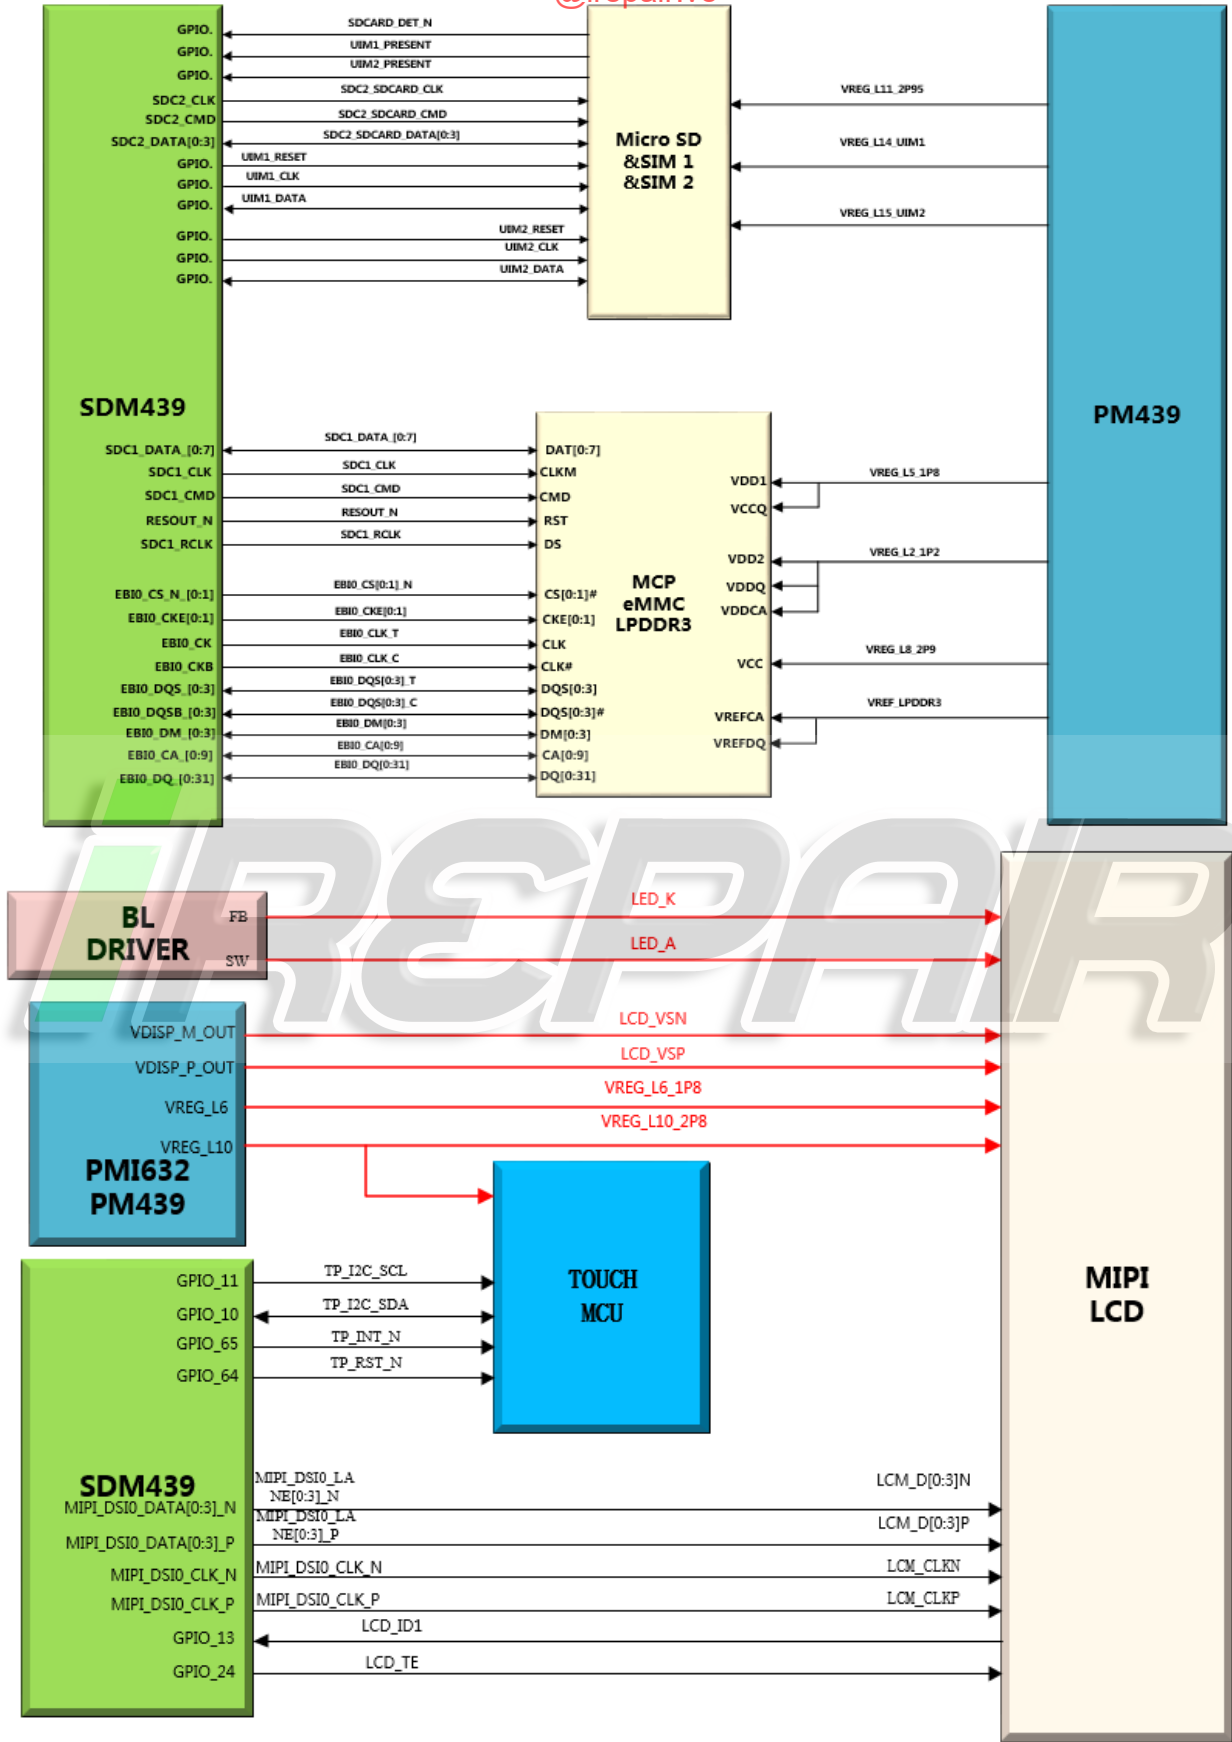 GPIO.
SDCARD_DET_N
GPIO.
UIM1_PRESENT
GPIO.
UIM2_PRESENT
SDC2_CLK
SDC2_SDCARD_CLK
SDC2_CMD
SDC2_SDCARD_CMD
SDC2_DATA[0:3]
SDC2_SDCARD_DATA[0:3]
GPIO.
UIM1_RESET
GPIO.
UIM1_CLK
GPIO.
UIM1_DATA
GPIO.
UIM2_RESET
GPIO.
UIM2_CLK
GPIO.
UIM2_DATA
Micro SD
&SIM 1
&SIM 2
VREG_L11_2P95
VREG_L14_UIM1
VREG_L15_UIM2
SDM439
PM439
SDC1_DATA_[0:7]
SDC1_DATA_[0:7]
DAT[0:7]
SDC1_CLK
SDC1_CLK
CLKM
SDC1_CMD
SDC1_CMD
CMD
RESOUT_N
RESOUT_N
RST
SDC1_RCLK
SDC1_RCLK
DS
EBI0_CS_N_[0:1]
EBI0_CS[0:1]_N
CS[0:1]#
EBI0_CKE[0:1]
EBI0_CKE[0:1]
CKE[0:1]
EBI0_CK
EBI0_CLK_T
CLK
EBI0_CKB
EBI0_CLK_C
CLK#
EBI0_DQS_[0:3]
EBI0_DQS[0:3]_T
DQS[0:3]
EBI0_DQSB_[0:3]
EBI0_DQS[0:3]_C
DQS[0:3]#
EBI0_DM_[0:3]
EBI0_DM[0:3]
DM[0:3]
EBI0_CA_[0:9]
EBI0_CA[0:9]
CA[0:9]
EBI0_DQ_[0:31]
EBI0_DQ[0:31]
DQ[0:31]
MCP
eMMC
LPDDR3
VDD1
VREG_L5_1P8
VCCQ
VDD2
VREG_L2_1P2
VDDQ
VDDCA
VCC
VREG_L8_2P9
VREFCA
VREF_LPDDR3
VREFDQ
iREPAIR
BL
DRIVER
FB
LED_K
SW
LED_A
VDISP_M_OUT
LCD_VSN
VDISP_P_OUT
LCD_VSP
VREG_L6
VREG_L6_1P8
VREG_L10
VREG_L10_2P8
PMI632
PM439
TOUCH
MCU
MIPI
LCD
GPIO_11
TP_I2C_SCL
GPIO_10
TP_I2C_SDA
GPIO_65
TP_INT_N
GPIO_64
TP_RST_N
SDM439
MIPI_DSI0_DATA[0:3]_N
MIPI_DSI0_LA
NE[0:3]_N
LCM_D[0:3]N
MIPI_DSI0_DATA[0:3]_P
MIPI_DSI0_LA
NE[0:3]_P
LCM_D[0:3]P
MIPI_DSI0_CLK_N
MIPI_DSI0_CLK_N
LCM_CLKN
MIPI_DSI0_CLK_P
MIPI_DSI0_CLK_P
LCM_CLKP
GPIO_13
LCD_ID1
GPIO_24
LCD_TE